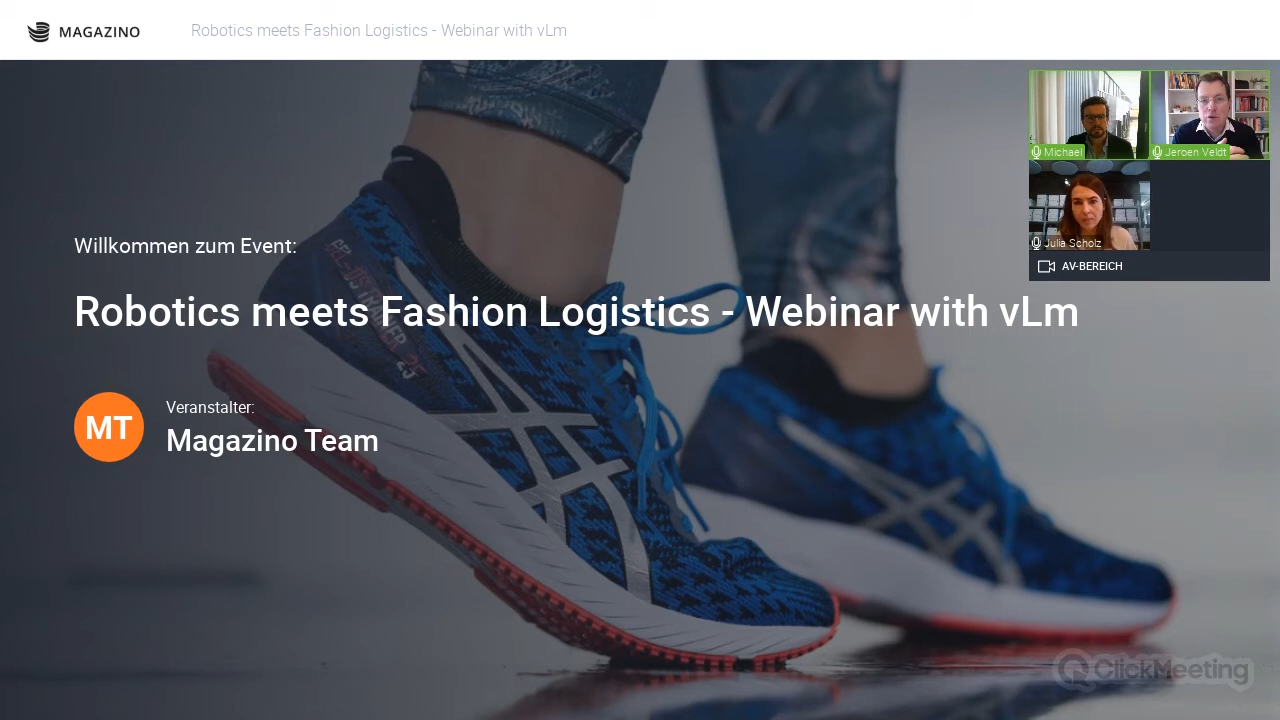 MAGAZINO
Robotics meets Fashion Logistics - Webinar with vLm
Michael
Jeroen Veldt
Julia Scholz
AV-BEREICH
Willkommen zum Event:
Robotics meets Fashion Logistics - Webinar with vLm
MT
Veranstalter:
Magazino Team
ClickMeeting